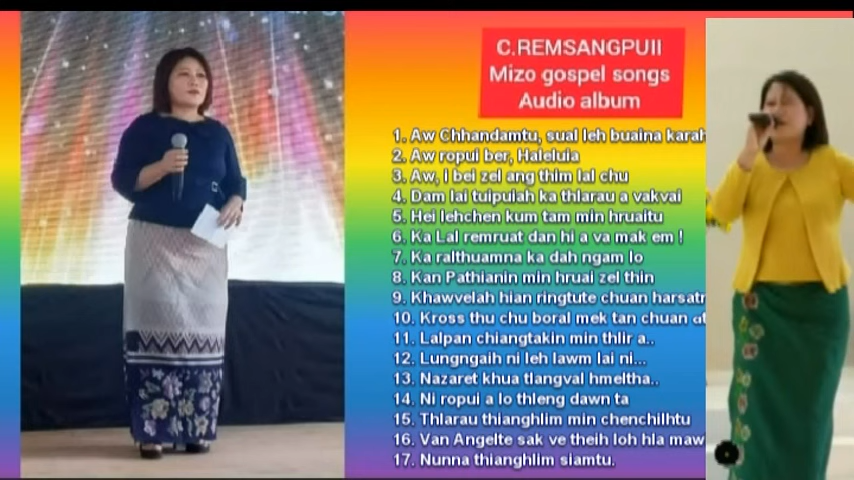 C.REMSANGPUII
Mizo gospel songs
Audio album
1. Aw Chhandamtu, sual leh buaina karah
2. Aw ropui ber, Haleluia
3. Aw, i bei zel ang thim lal chu
4. Dam lai tuipuiah ka thlarau a vakvai
5. Hei lehchen kum tam min hruaitu
6. Ka Lal remruat dan hi a va mak em !
7. Ka ralthuamna ka dah ngam lo
8. Kan Pathianin min hruai zel thin
9. Khawvelah hian ringtute chuan harsatn
10. Kross thu chu boral mek tan chuan at
11. Lalpan chiangtakin min thlir a..
12. Lungngaih ni leh lawm lai ni...
13. Nazaret khua tlangval hmeltha..
14. Ni ropui a lo thleng dawn ta
15. Thlarau thianghlim min chenchilhtu
16. Van Angelte sak ve theih loh hla maw
17. Nunna thianghlim siamtu.